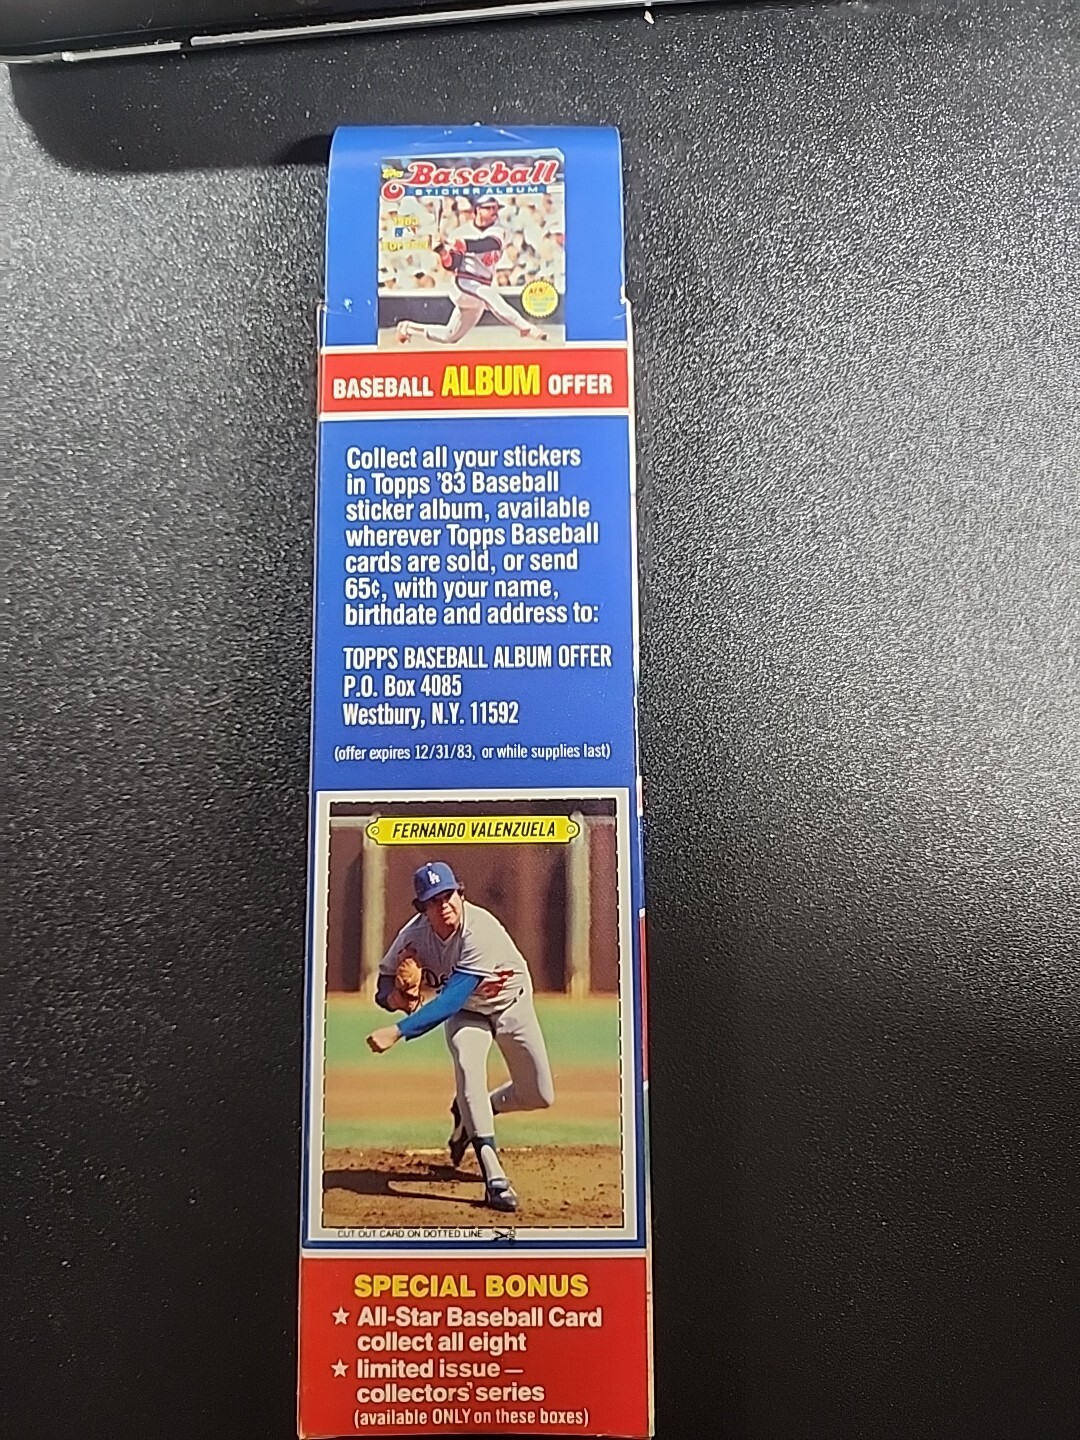 Topps
Baseball
STICKER ALBUM
BASEBALL ALBUM OFFER
Collect all your stickers
in Topps '83 Baseball
sticker album, available
wherever Topps Baseball
cards are sold, or send
65¢, with your name,
birthdate and address to:
TOPPS BASEBALL ALBUM OFFER
P.O. Box 4085
Westbury, N.Y. 11592
(offer expires 12/31/83, or while supplies last)
FERNANDO VALENZUELA
LA
CUT OUT CARD ON DOTTED LINE
SPECIAL BONUS
★ All-Star Baseball Card
collect all eight
★ limited issue —
collectors' series
(available ONLY on these boxes)